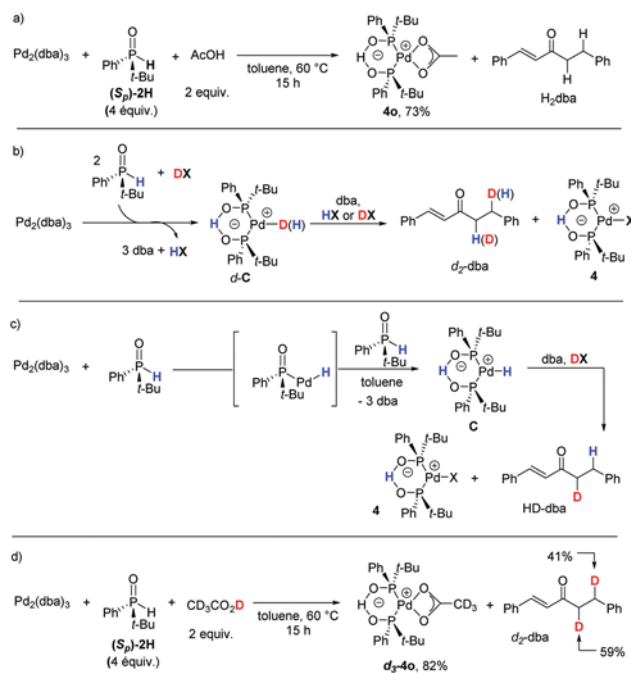 a)
Pd2(dba)3 + Ph P O H t-Bu + AcOH
(Sp)-2H
(4 équiv.)
2 equiv.
toluene, 60 °C
15 h
Ph t-Bu O P H ⊖ ⊕ Pd O O P O Ph t-Bu
4o, 73%
+
O Ph Ph H H
H2dba
b)
2 Ph P O H t-Bu + DX
Pd2(dba)3
3 dba + HX
Ph t-Bu O P H ⊖ ⊕ Pd D(H) O P Ph t-Bu
d-C
dba,
HX or DX
O D(H) Ph Ph H(D)
d2-dba
+
Ph t-Bu O P H ⊖ ⊕ Pd X O P Ph t-Bu
4
c)
Pd2(dba)3 + Ph P O H t-Bu
O Ph P Pd H t-Bu
Ph P O H t-Bu
toluene
- 3 dba
Ph t-Bu O P H ⊖ ⊕ Pd H O P Ph t-Bu
C
dba, DX
Ph t-Bu O P H ⊖ ⊕ Pd X O P Ph t-Bu
4
+
O H Ph Ph D
HD-dba
d)
Pd2(dba)3 + Ph P O H t-Bu + CD3CO2D
(Sp)-2H
(4 équiv.)
2 equiv.
toluene, 60 °C
15 h
Ph t-Bu O P H ⊖ ⊕ Pd O O CD3 O P Ph t-Bu
d3-4o, 82%
+
41%
O D Ph Ph D
d2-dba
59%